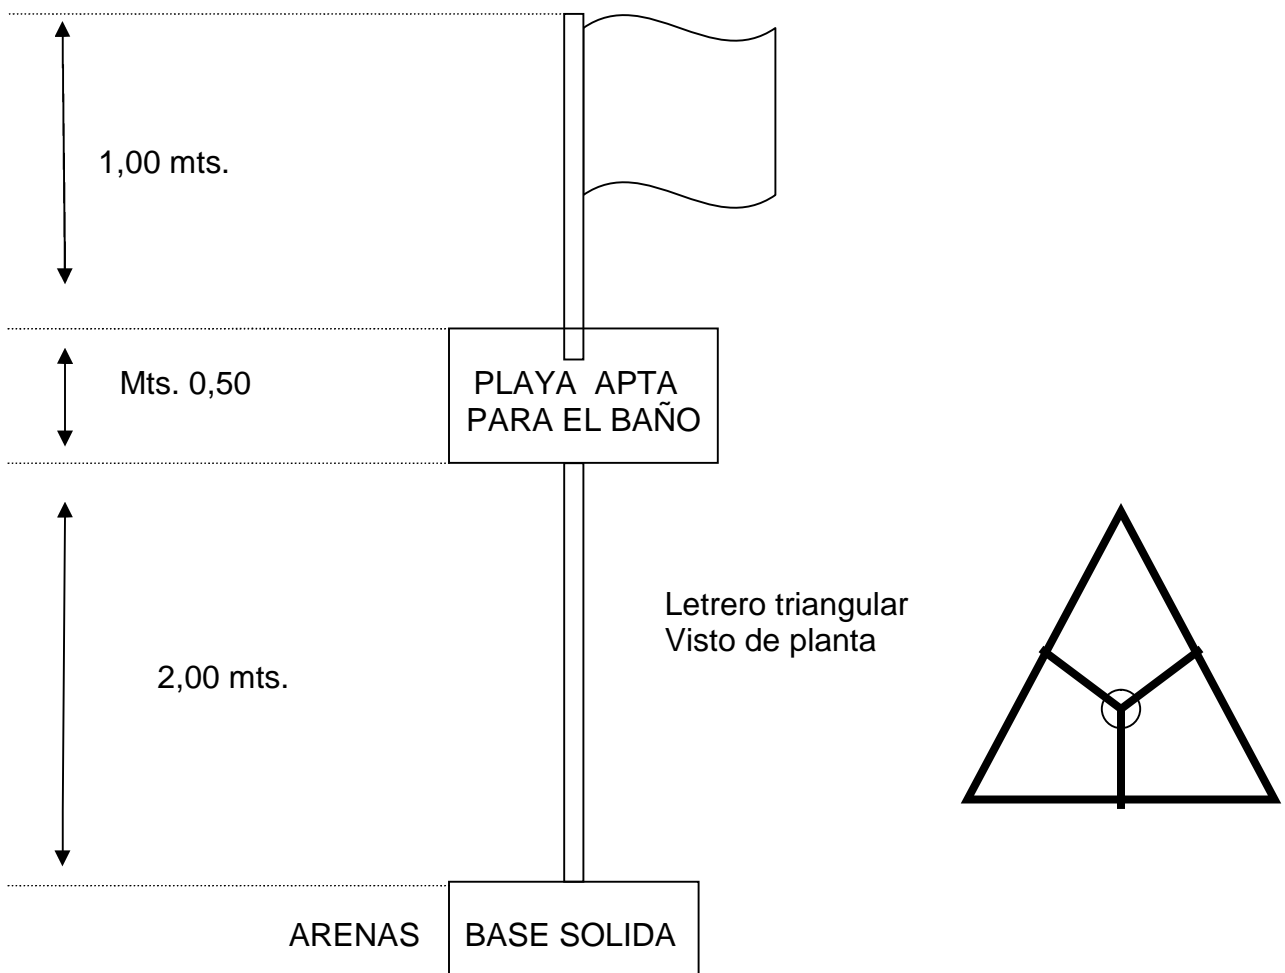 1,00 mts.
Mts. 0,50
PLAYA APTA
PARA EL BAÑO
Letrero triangular
Visto de planta
2,00 mts.
ARENAS
BASE SOLIDA